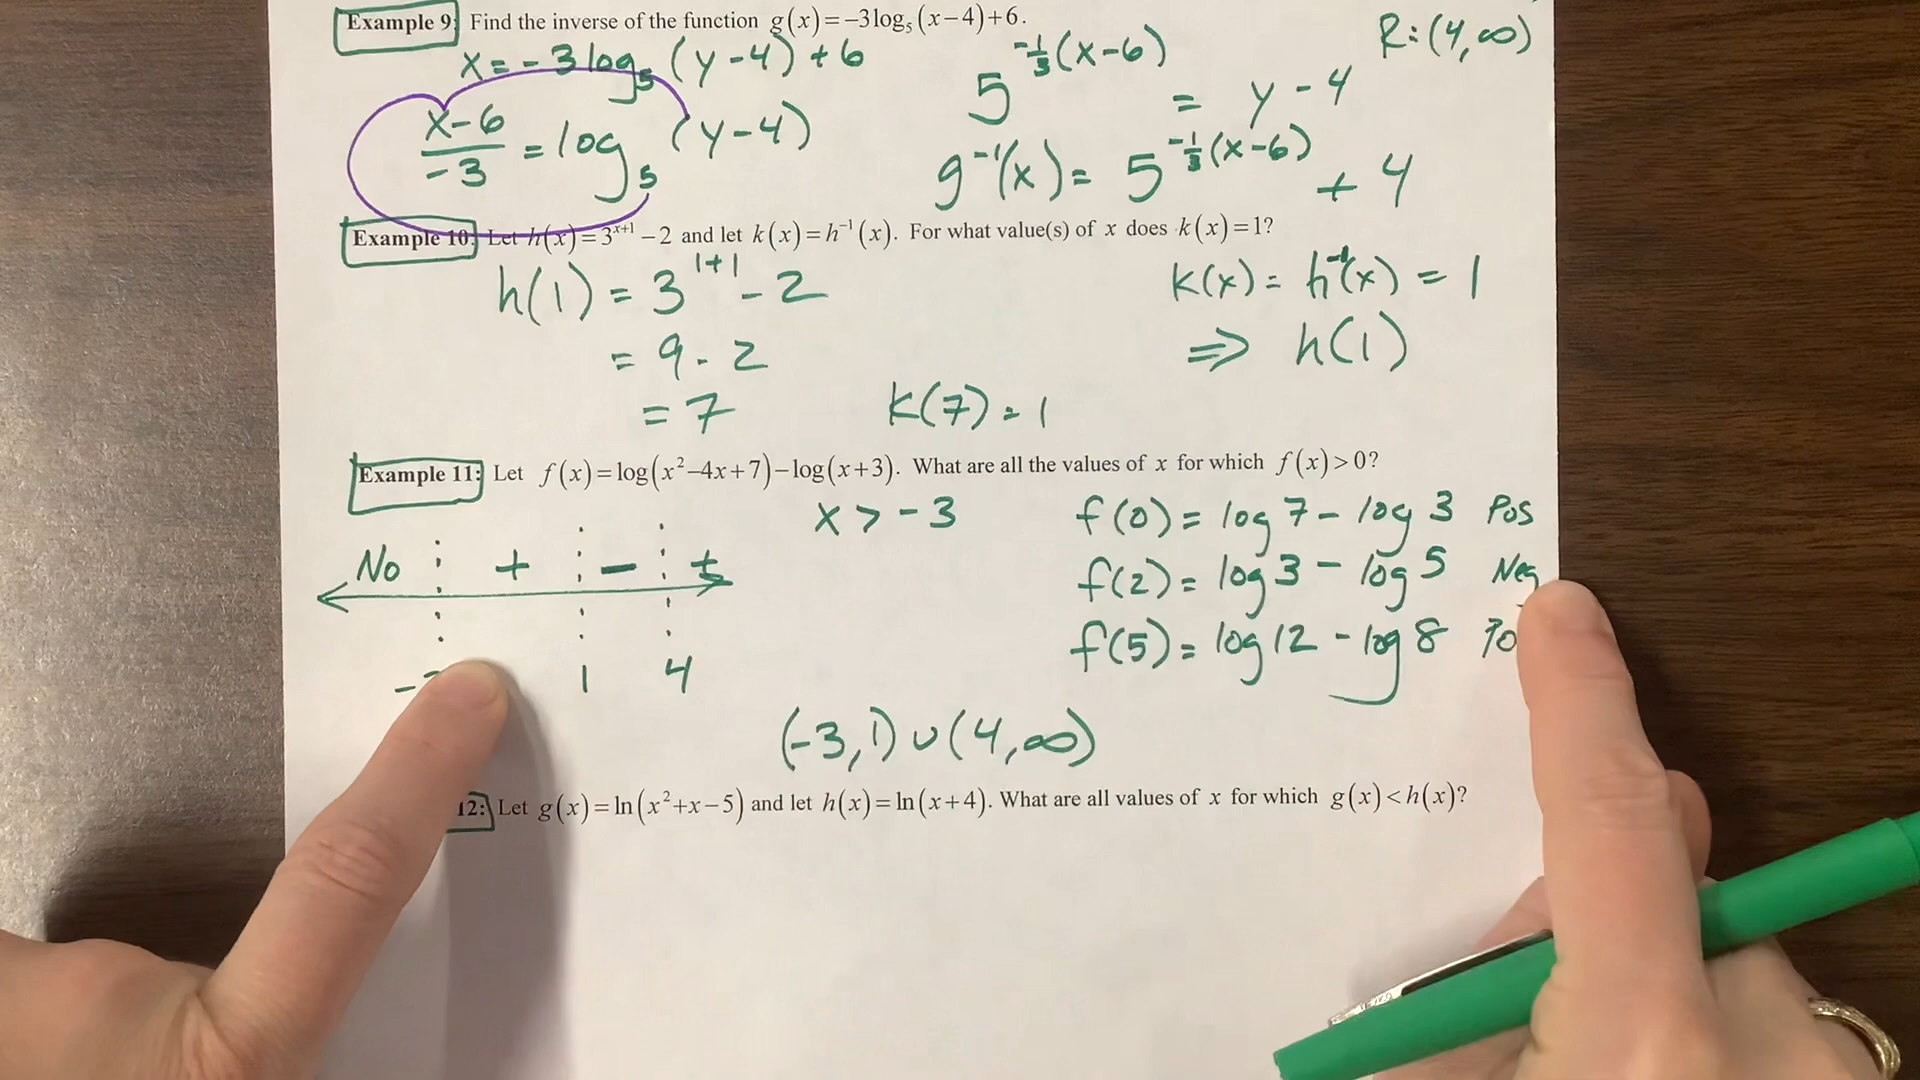 Example 9: Find the inverse of the function g(x)=−3log₅(x−4)+6.
R:(4,∞)
x=-3log₅(y-4)+6
5^(-1/3(x-6)) = y-4
(x-6)/-3 = log₅(y-4)
g⁻¹(x)= 5^(-1/3(x-6)) + 4
Example 10: Let h(x)=3ˣ⁺¹−2 and let k(x)=h⁻¹(x). For what value(s) of x does k(x)=1?
h(1) = 3¹⁺¹ - 2
k(x) = h⁻¹(x) = 1
= 9 - 2
⇒ h(1)
= 7
k(7) = 1
Example 11: Let f(x)=log(x²−4x+7)−log(x+3). What are all the values of x for which f(x)>0?
x > -3
f(0) = log 7 - log 3 Pos
No + - +
f(2) = log 3 - log 5 Neg
f(5) = log 12 - log 8
1 4
(-3,1)∪(4,∞)
12: Let g(x)=ln(x²+x−5) and let h(x)=ln(x+4). What are all values of x for which g(x)<h(x)?